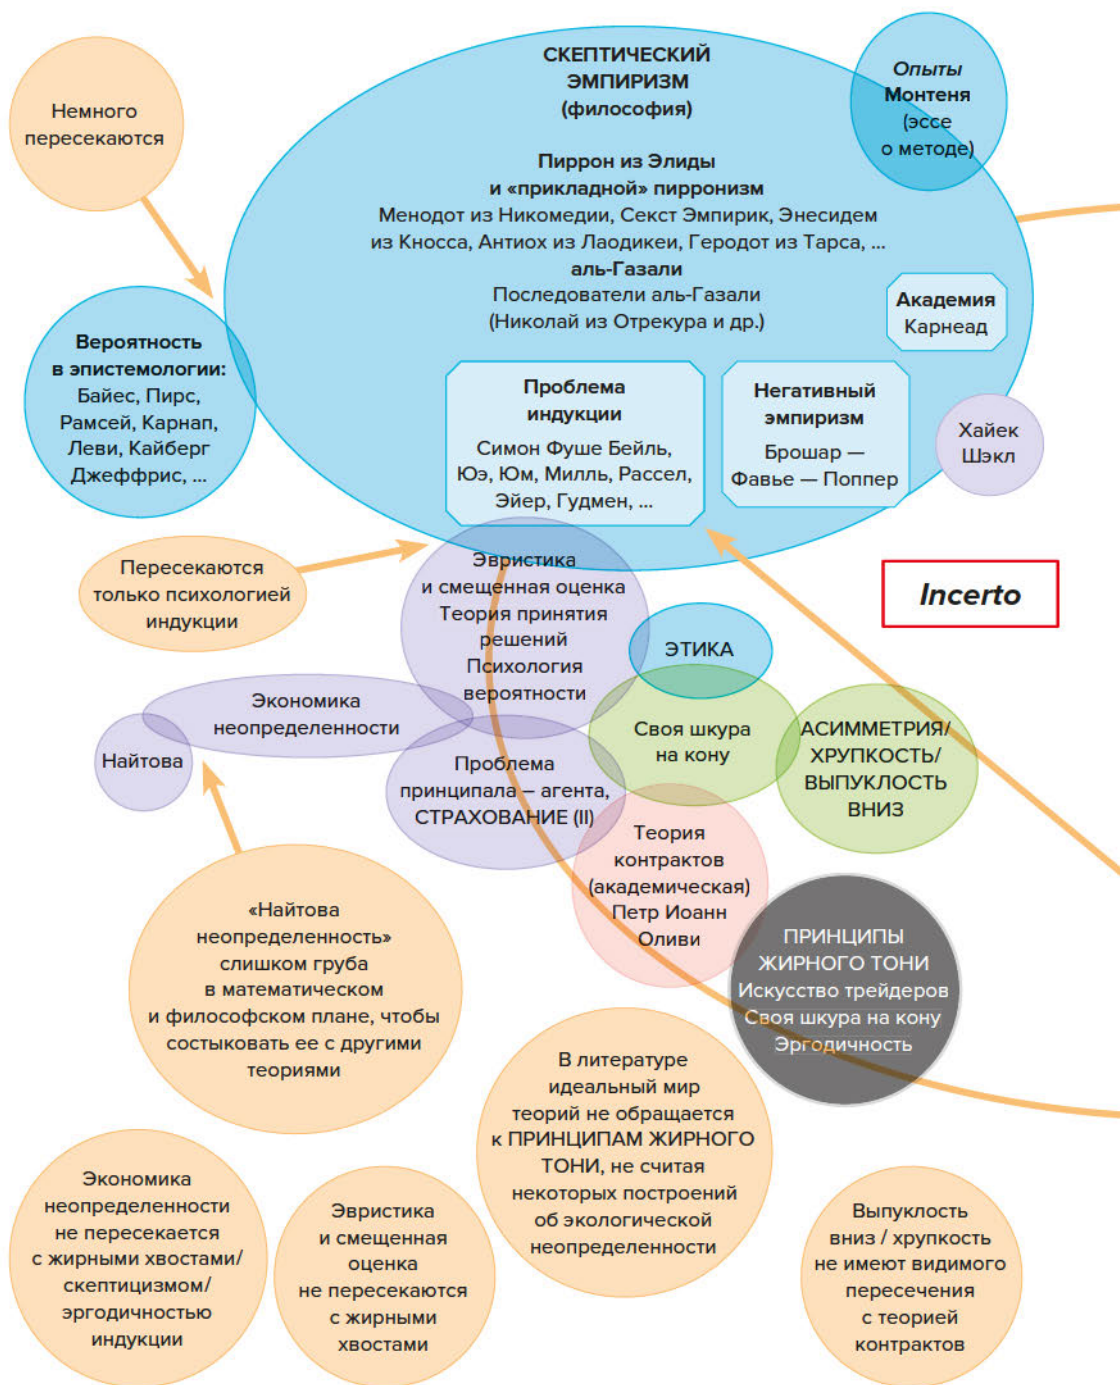 СКЕПТИЧЕСКИЙ
ЭМПИРИЗМ
(философия)
Опыты
Монтеня
(эссе
о методе)
Немного
пересекаются
Пиррон из Элиды
и «прикладной» пирронизм
Менодот из Никомедии, Секст Эмпирик, Энесидем
из Кносса, Антиох из Лаодикеи, Геродот из Тарса, ...
аль-Газали
Последователи аль-Газали
(Николай из Отрекура и др.)
Академия
Карнеад
Вероятность
в эпистемологии:
Байес, Пирс,
Рамсей, Карнап,
Леви, Кайберг
Джеффрис, ...
Проблема
индукции
Симон Фуше Бейль,
Юэ, Юм, Милль, Рассел,
Эйер, Гудмен, ...
Негативный
эмпиризм
Брошар —
Фавье — Поппер
Хайек
Шэкл
Пересекаются
только психологией
индукции
Эвристика
и смещенная оценка
Теория принятия
решений
Психология
вероятности
Incerto
ЭТИКА
Экономика
неопределенности
Найтова
Своя шкура
на кону
АСИММЕТРИЯ/
ХРУПКОСТЬ/
ВЫПУКЛОСТЬ
ВНИЗ
Проблема
принципала – агента,
СТРАХОВАНИЕ (II)
Теория
контрактов
(академическая)
Петр Иоанн
Оливи
«Найтова
неопределенность»
слишком груба
в математическом
и философском плане, чтобы
состыковать ее с другими
теориями
ПРИНЦИПЫ
ЖИРНОГО ТОНИ
Искусство трейдеров
Своя шкура на кону
Эргодичность
В литературе
идеальный мир
теорий не обращается
к ПРИНЦИПАМ ЖИРНОГО
ТОНИ, не считая
некоторых построений
об экологической
неопределенности
Экономика
неопределенности
не пересекается
с жирными хвостами/
скептицизмом/
эргодичностью
индукции
Эвристика
и смещенная
оценка
не пересекаются
с жирными
хвостами
Выпуклость
вниз / хрупкость
не имеют видимого
пересечения
с теорией
контрактов